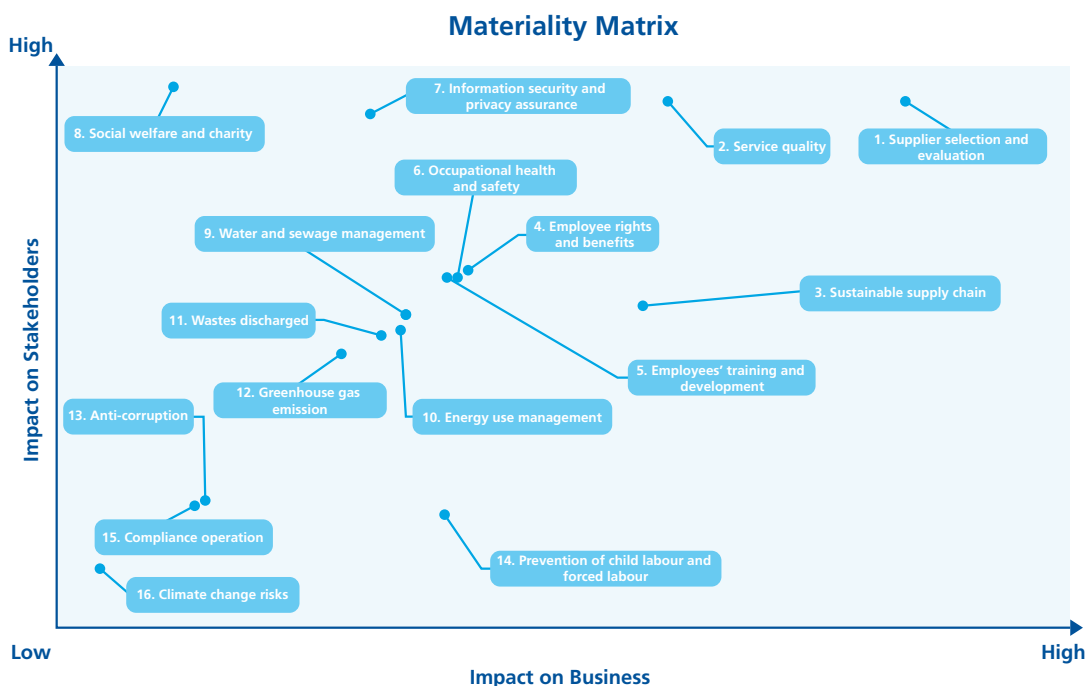 Materiality Matrix
High
7. Information security and
privacy assurance
8. Social welfare and charity
2. Service quality
1. Supplier selection and
evaluation
6. Occupational health
and safety
9. Water and sewage management
4. Employee rights
and benefits
3. Sustainable supply chain
11. Wastes discharged
5. Employees’ training and
development
12. Greenhouse gas
emission
13. Anti-corruption
10. Energy use management
15. Compliance operation
14. Prevention of child labour and
forced labour
16. Climate change risks
Impact on Stakeholders
Low
High
Impact on Business